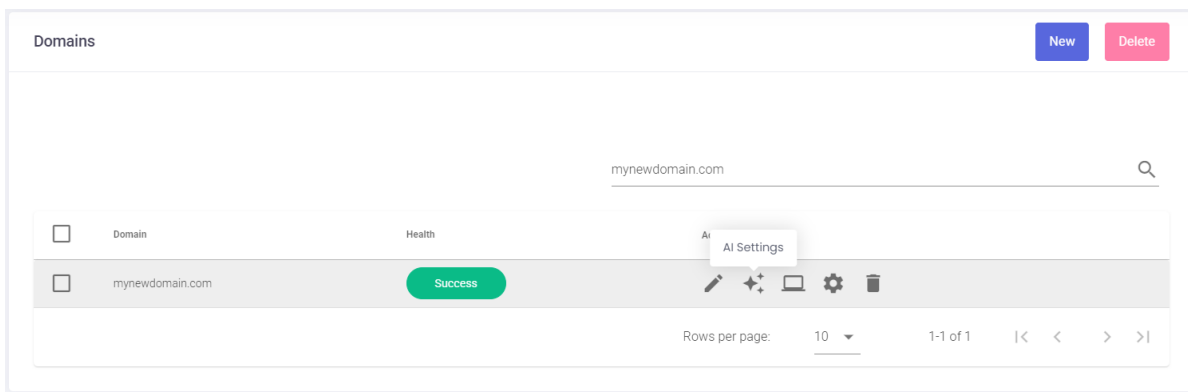 Domains
New
Delete
mynewdomain.com
Domain
Health
AI Settings
mynewdomain.com
Success
Rows per page:
10
1-1 of 1